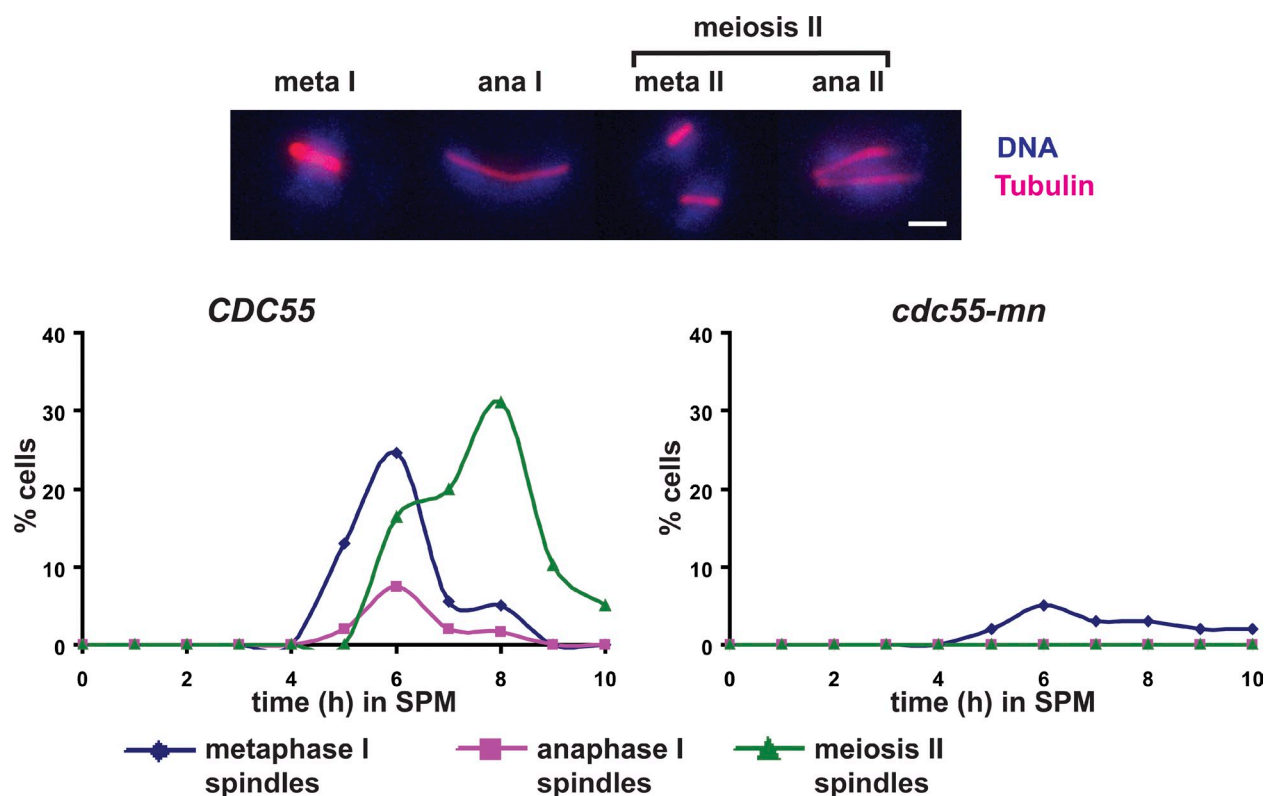 meiosis II
meta I ana I meta II ana II
DNA
Tubulin
CDC55 cdc55-mn
40 40
30 30
20 20
10 10
0 0
% cells % cells
0 2 4 6 8 10 0 2 4 6 8 10
time (h) in SPM time (h) in SPM
metaphase I anaphase I meiosis II
spindles spindles spindles